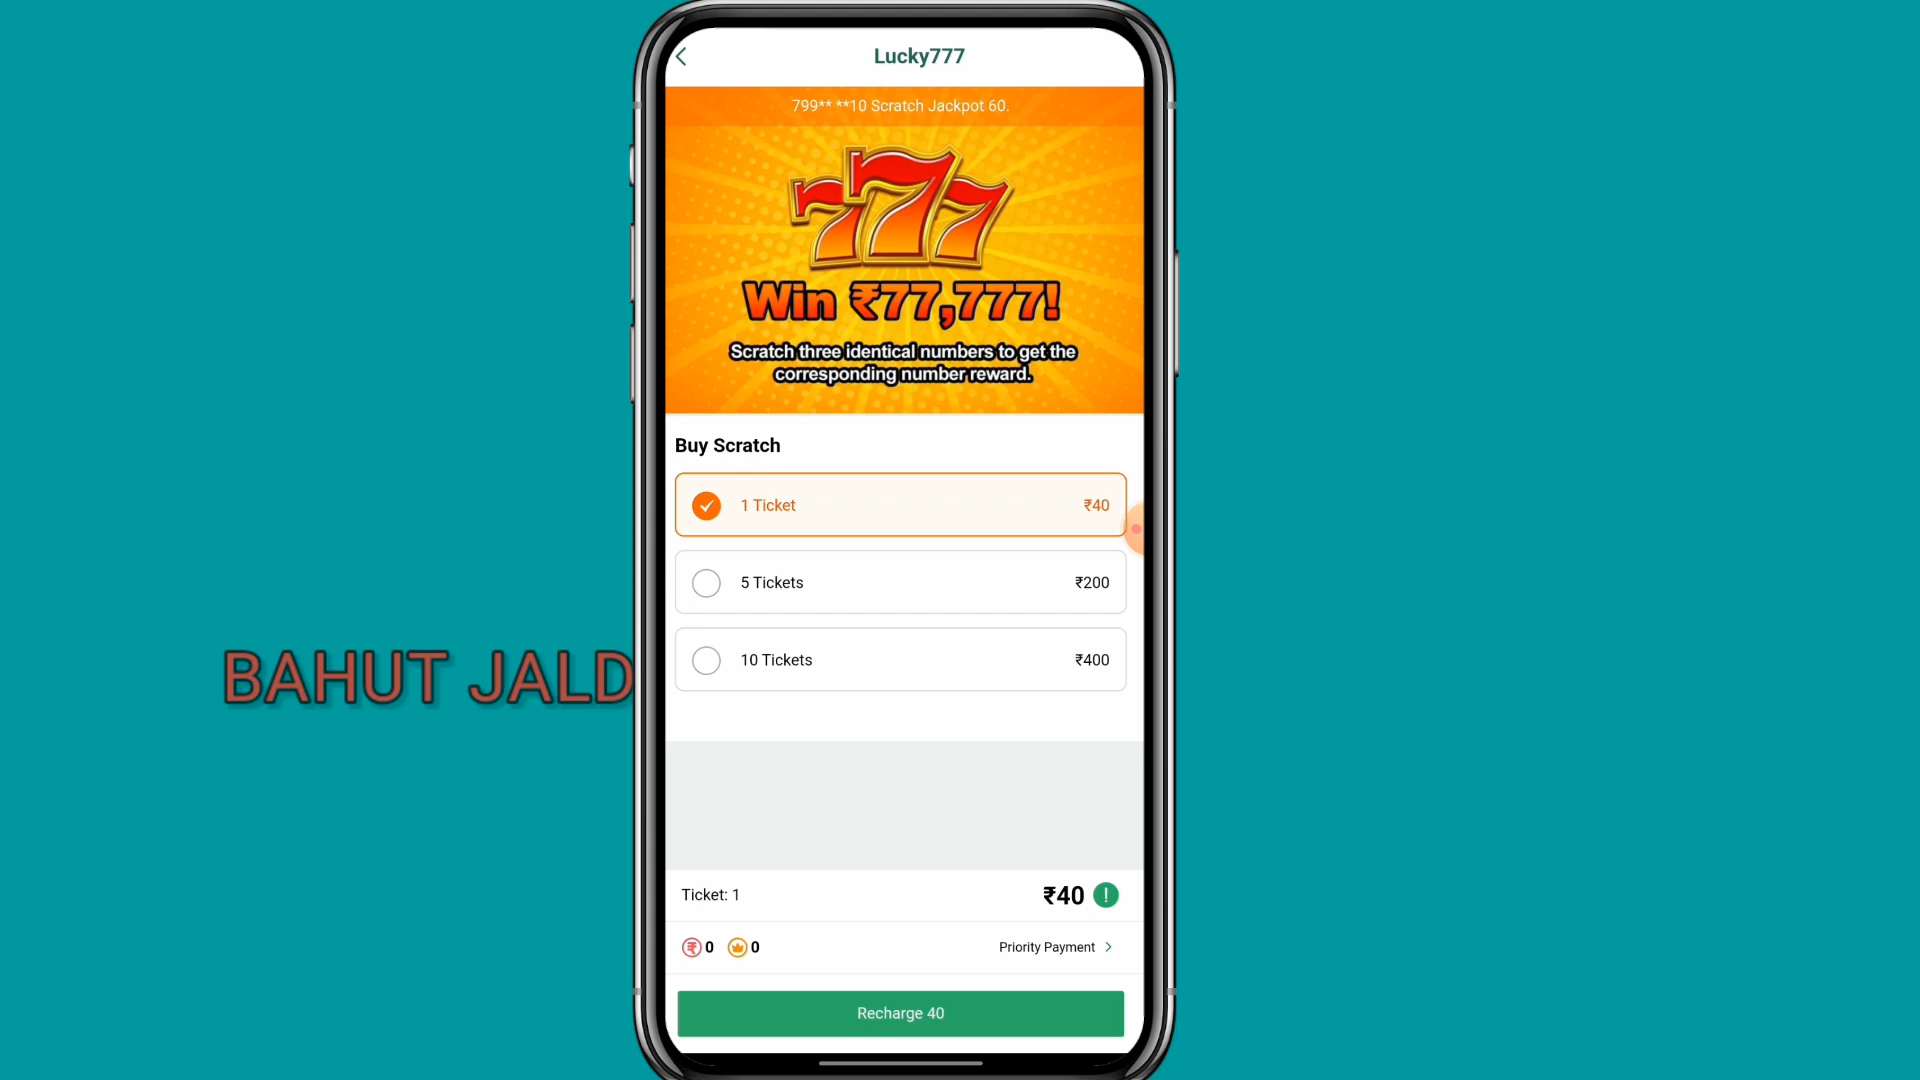 Lucky777
799** **10 Scratch Jackpot 60.
777
Win ₹77,777!
Scratch three identical numbers to get the
corresponding number reward.
Buy Scratch
1 Ticket ₹40
5 Tickets ₹200
10 Tickets ₹400
BAHUT JALD
Ticket: 1 ₹40 !
₹ 0 0 Priority Payment >
Recharge 40